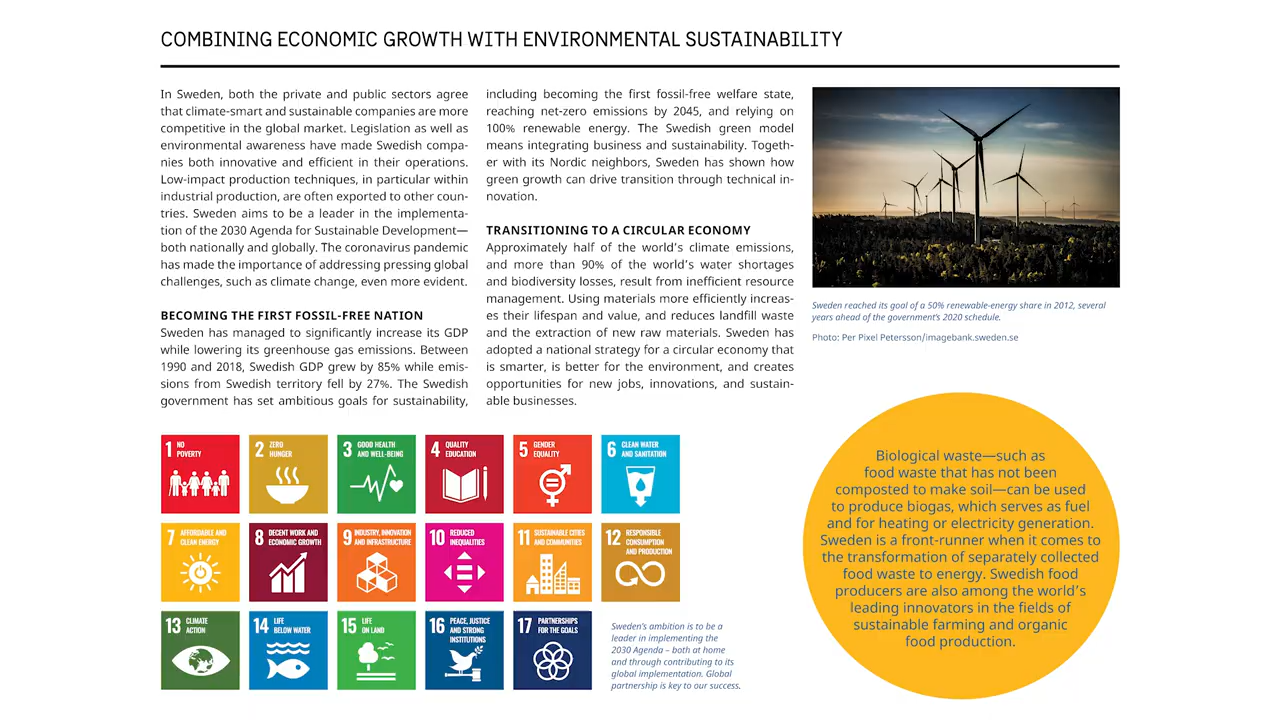 COMBINING ECONOMIC GROWTH WITH ENVIRONMENTAL SUSTAINABILITY
In Sweden, both the private and public sectors agree
that climate-smart and sustainable companies are more
competitive in the global market. Legislation as well as
environmental awareness have made Swedish compa-
nies both innovative and efficient in their operations.
Low-impact production techniques, in particular within
industrial production, are often exported to other coun-
tries. Sweden aims to be a leader in the implementa-
tion of the 2030 Agenda for Sustainable Development—
both nationally and globally. The coronavirus pandemic
has made the importance of addressing pressing global
challenges, such as climate change, even more evident.
BECOMING THE FIRST FOSSIL-FREE NATION
Sweden has managed to significantly increase its GDP
while lowering its greenhouse gas emissions. Between
1990 and 2018, Swedish GDP grew by 85% while emis-
sions from Swedish territory fell by 27%. The Swedish
government has set ambitious goals for sustainability,
including becoming the first fossil-free welfare state,
reaching net-zero emissions by 2045, and relying on
100% renewable energy. The Swedish green model
means integrating business and sustainability. Togeth-
er with its Nordic neighbors, Sweden has shown how
green growth can drive transition through technical in-
novation.
TRANSITIONING TO A CIRCULAR ECONOMY
Approximately half of the world's climate emissions,
and more than 90% of the world's water shortages
and biodiversity losses, result from inefficient resource
management. Using materials more efficiently increas-
es their lifespan and value, and reduces landfill waste
and the extraction of new raw materials. Sweden has
adopted a national strategy for a circular economy that
is smarter, is better for the environment, and creates
opportunities for new jobs, innovations, and sustain-
able businesses.
Sweden reached its goal of a 50% renewable-energy share in 2012, several
years ahead of the government's 2020 schedule.
Photo: Per Pixel Petersson/imagebank.sweden.se
1 NO
POVERTY
2 ZERO
HUNGER
3 GOOD HEALTH
AND WELL-BEING
4 QUALITY
EDUCATION
5 GENDER
EQUALITY
6 CLEAN WATER
AND SANITATION
7 AFFORDABLE AND
CLEAN ENERGY
8 DECENT WORK AND
ECONOMIC GROWTH
9 INDUSTRY, INNOVATION
AND INFRASTRUCTURE
10 REDUCED
INEQUALITIES
11 SUSTAINABLE CITIES
AND COMMUNITIES
12 RESPONSIBLE
CONSUMPTION
AND PRODUCTION
13 CLIMATE
ACTION
14 LIFE
BELOW WATER
15 LIFE
ON LAND
16 PEACE, JUSTICE
AND STRONG
INSTITUTIONS
17 PARTNERSHIPS
FOR THE GOALS
Sweden's ambition is to be a
leader in implementing the
2030 Agenda – both at home
and through contributing to its
global implementation. Global
partnership is key to our success.
Biological waste—such as
food waste that has not been
composted to make soil—can be used
to produce biogas, which serves as fuel
and for heating or electricity generation.
Sweden is a front-runner when it comes to
the transformation of separately collected
food waste to energy. Swedish food
producers are also among the world's
leading innovators in the fields of
sustainable farming and organic
food production.